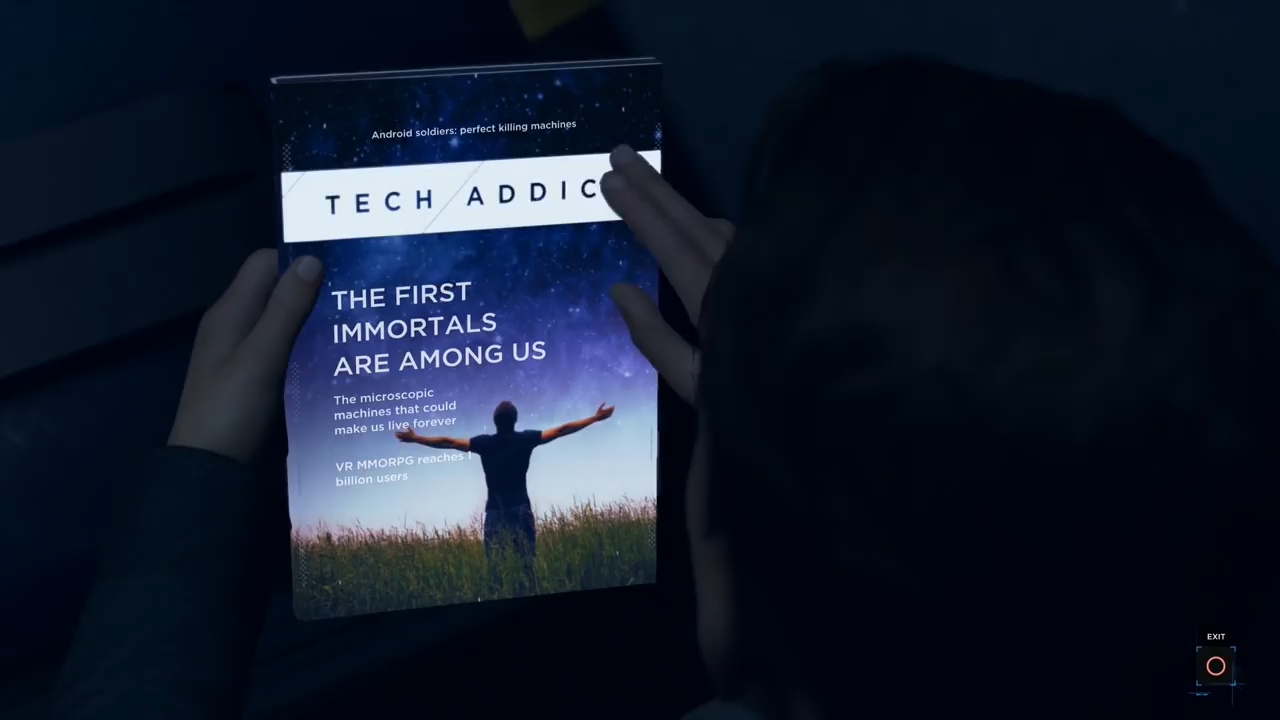 Android soldiers: perfect killing machines
TECH ADDIC
THE FIRST
IMMORTALS
ARE AMONG US
The microscopic
machines that could
make us live forever
VR MMORPG reaches 1
billion users
EXIT